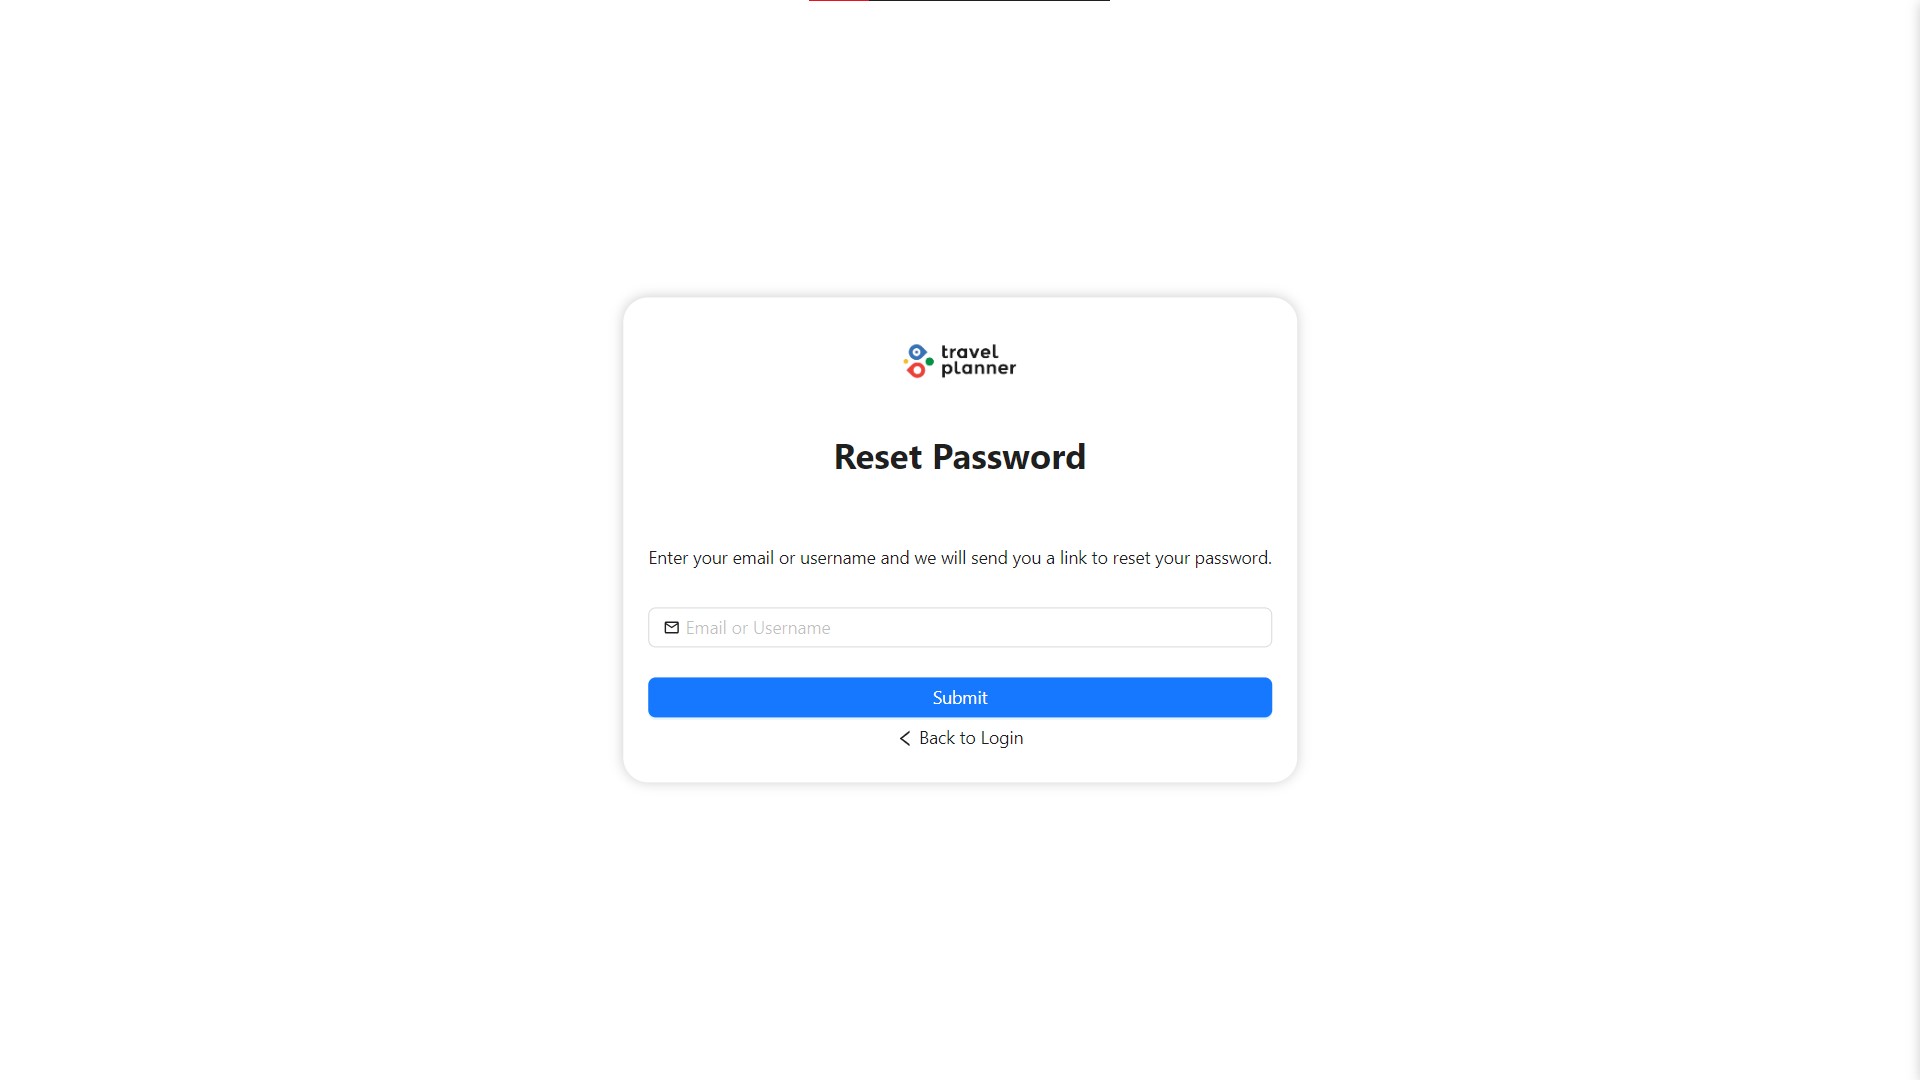 travel
planner
Reset Password
Enter your email or username and we will send you a link to reset your password.
Email or Username
Submit
Back to Login